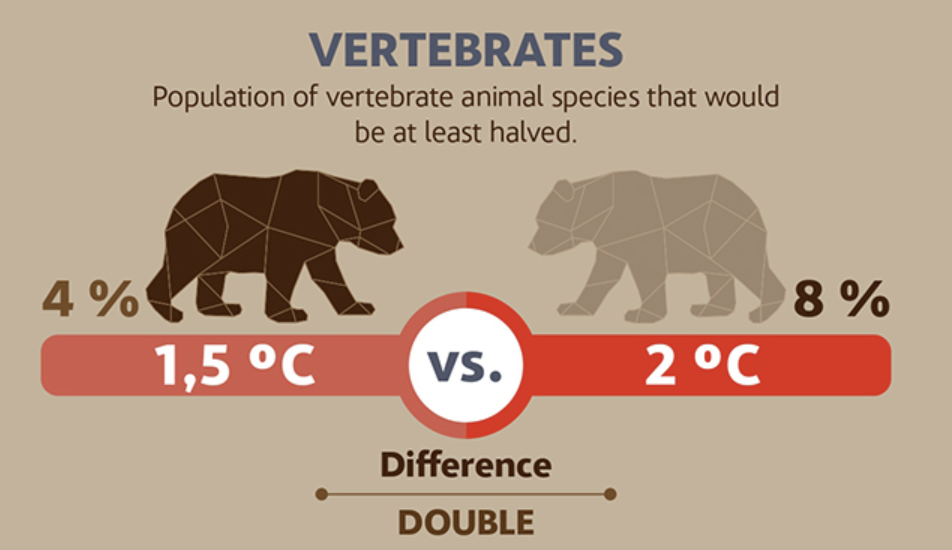 VERTEBRATES
Population of vertebrate animal species that would
be at least halved.
4 %
8 %
1,5 ºC
vs.
2 ºC
Difference
DOUBLE